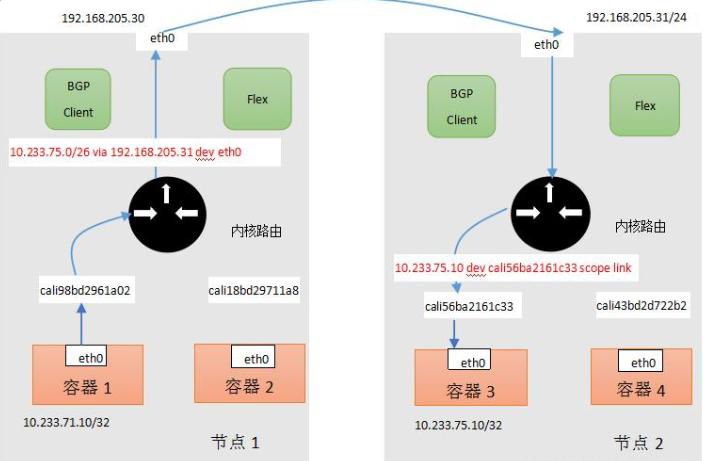 192.168.205.30
192.168.205.31/24
eth0
eth0
BGP
Client
Flex
BGP
Client
Flex
10.233.75.0/26 via 192.168.205.31 dev eth0
内核路由
内核路由
10.233.75.10 dev cali56ba2161c33 scope link
cali98bd2961a02
cali18bd29711a8
cali56ba2161c33
cali43bd2d722b2
eth0
容器 1
eth0
容器 2
eth0
容器 3
eth0
容器 4
10.233.71.10/32
10.233.75.10/32
节点 1
节点 2